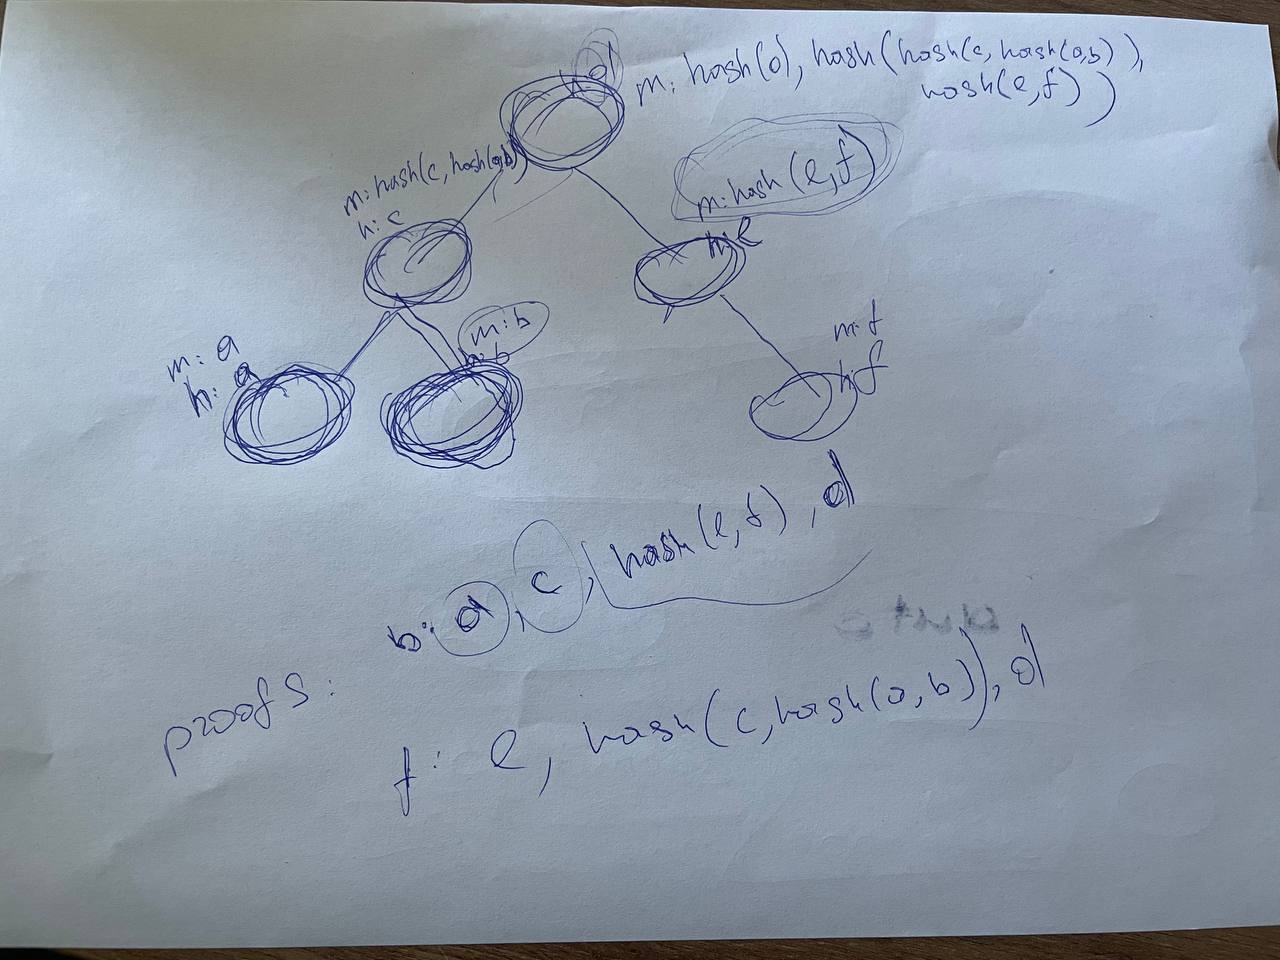 h: d
m: hash(d), hash(hash(c, hash(a,b)),
hash(e,f))
m: hash(c, hash(a,b))
h: c
m: hash(e,f)
h: e
m: a
h: a
m: b
h: b
m: f
h: f
proofs:
b: a, c, hash(e,f), d
f: e, hash(c, hash(a,b)), d